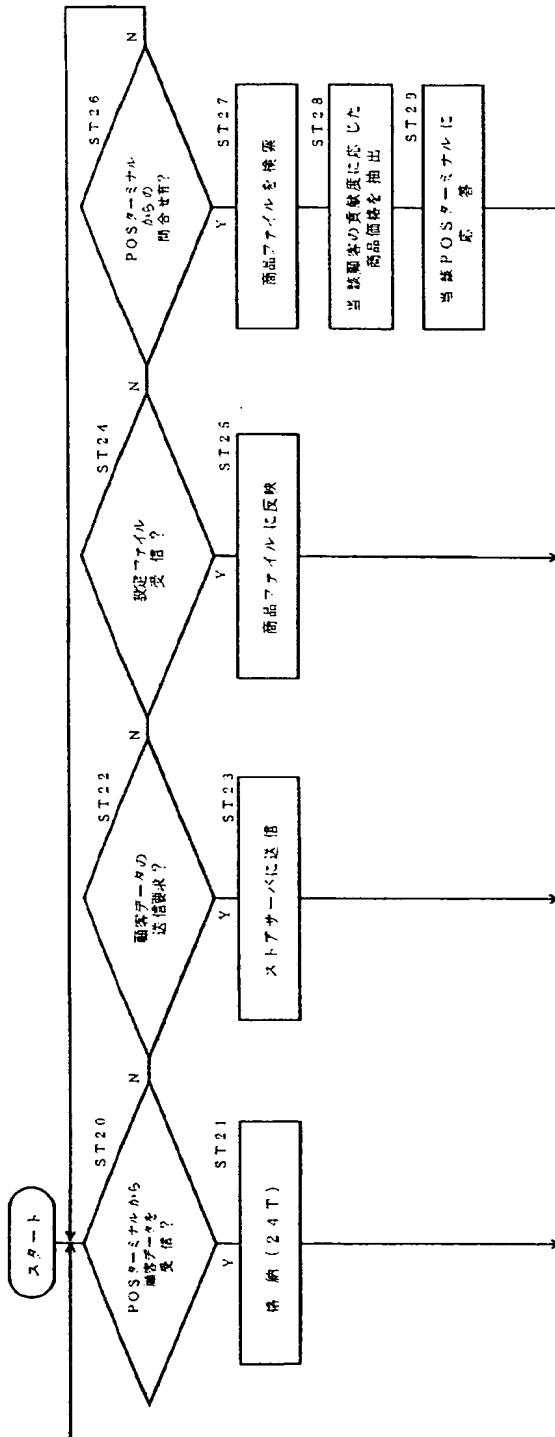 スタート
ST20
POSターミナルから
顧客データを
受信?
N
Y
ST21
格納(24T)
ST22
顧客データの
送信要求?
N
Y
ST23
ストアサーバに送信
ST24
設定ファイル
受信?
N
Y
ST25
商品ファイルに反映
ST26
POSターミナル
からの
問合せ有?
N
Y
ST27
商品ファイルを検索
ST28
当該顧客の貢献度に応じた
商品価格を抽出
ST29
当該POSターミナルに
応答